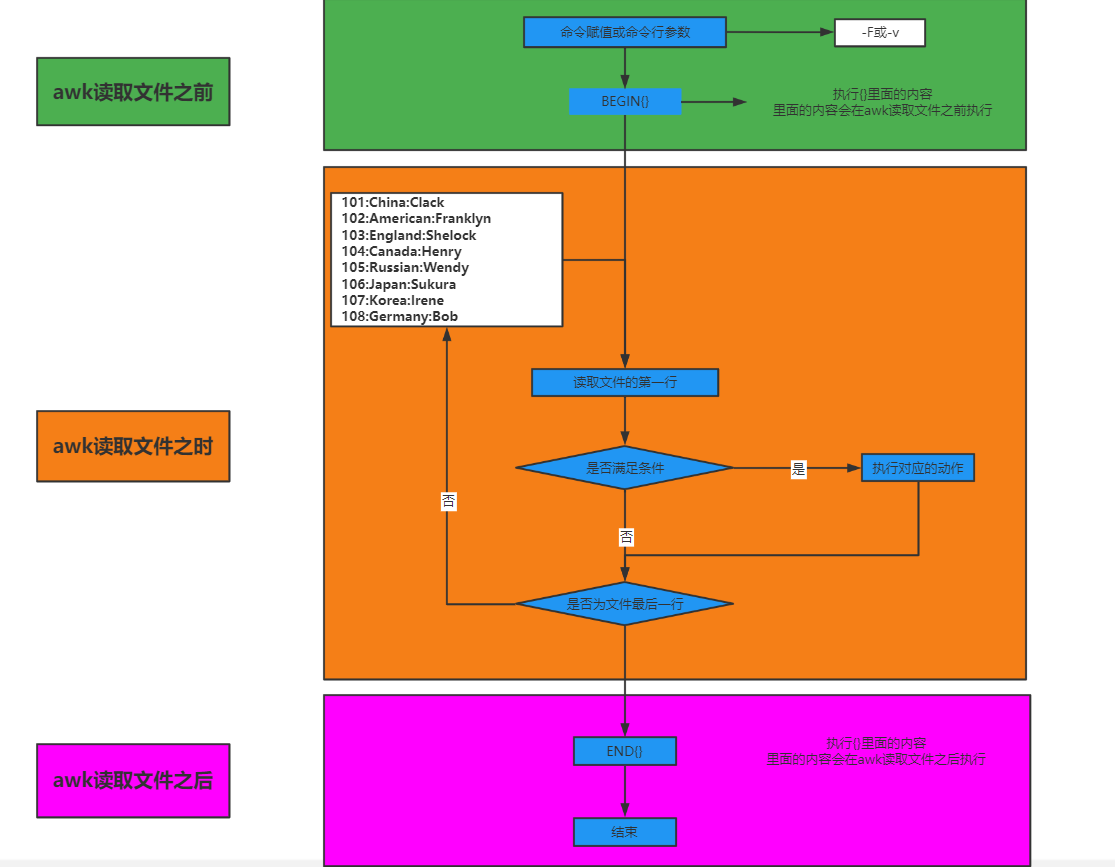 命令赋值或命令行参数
-F或-v
awk读取文件之前
BEGIN{}
执行{}里面的内容
里面的内容会在awk读取文件之前执行
101:China:Clack
102:American:Franklyn
103:England:Shelock
104:Canada:Henry
105:Russian:Wendy
106:Japan:Sukura
107:Korea:Irene
108:Germany:Bob
读取文件的第一行
awk读取文件之时
是否满足条件
是
执行对应的动作
否
否
是否为文件最后一行
awk读取文件之后
END{}
执行{}里面的内容
里面的内容会在awk读取文件之后执行
结束